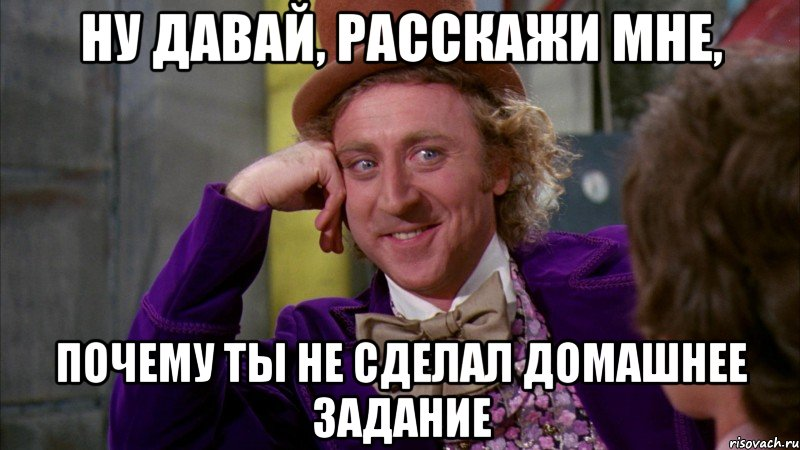 НУ ДАВАЙ, РАССКАЖИ МНЕ,
ПОЧЕМУ ТЫ НЕ СДЕЛАЛ ДОМАШНЕЕ
ЗАДАНИЕ
risovach.ru